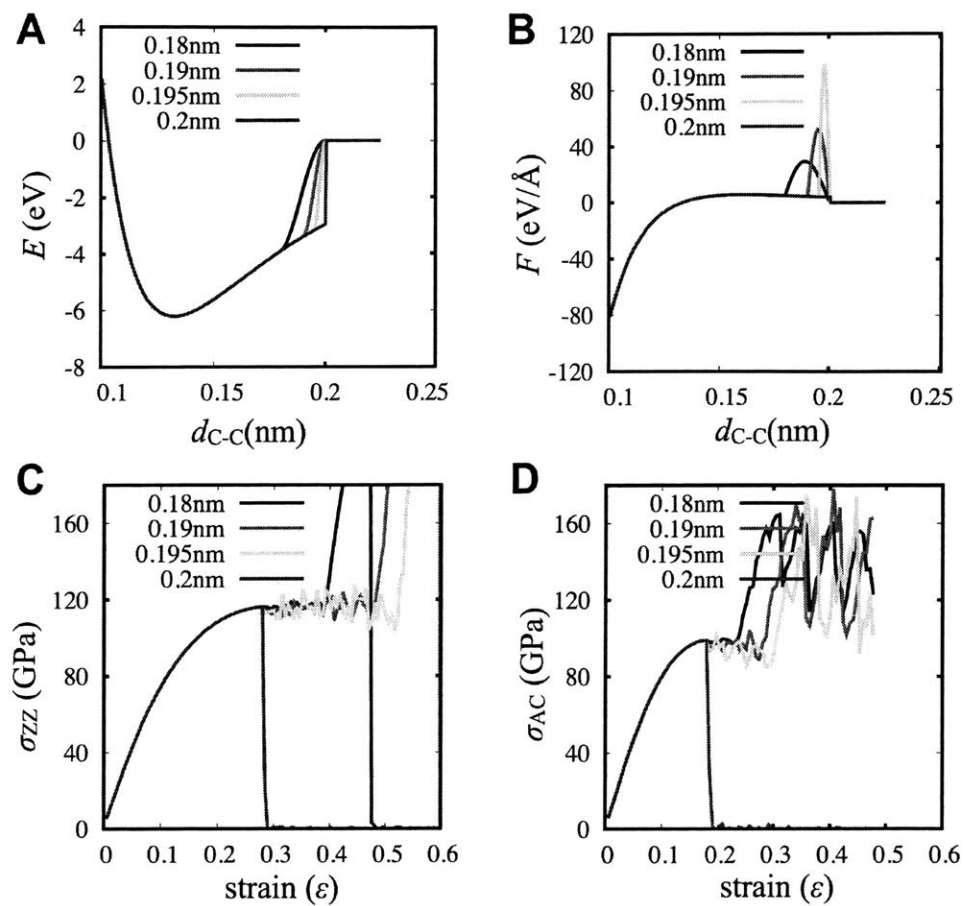 A
0.18nm
0.19nm
0.195nm
0.2nm
4
2
0
-2
-4
-6
-8
E (eV)
0.1 0.15 0.2 0.25
dC-C(nm)
B
0.18nm
0.19nm
0.195nm
0.2nm
120
80
40
0
-40
-80
-120
F (eV/Å)
0.1 0.15 0.2 0.25
dC-C(nm)
C
0.18nm
0.19nm
0.195nm
0.2nm
160
120
80
40
0
σZZ (GPa)
0 0.1 0.2 0.3 0.4 0.5 0.6
strain (ε)
D
0.18nm
0.19nm
0.195nm
0.2nm
160
120
80
40
0
σAC (GPa)
0 0.1 0.2 0.3 0.4 0.5 0.6
strain (ε)